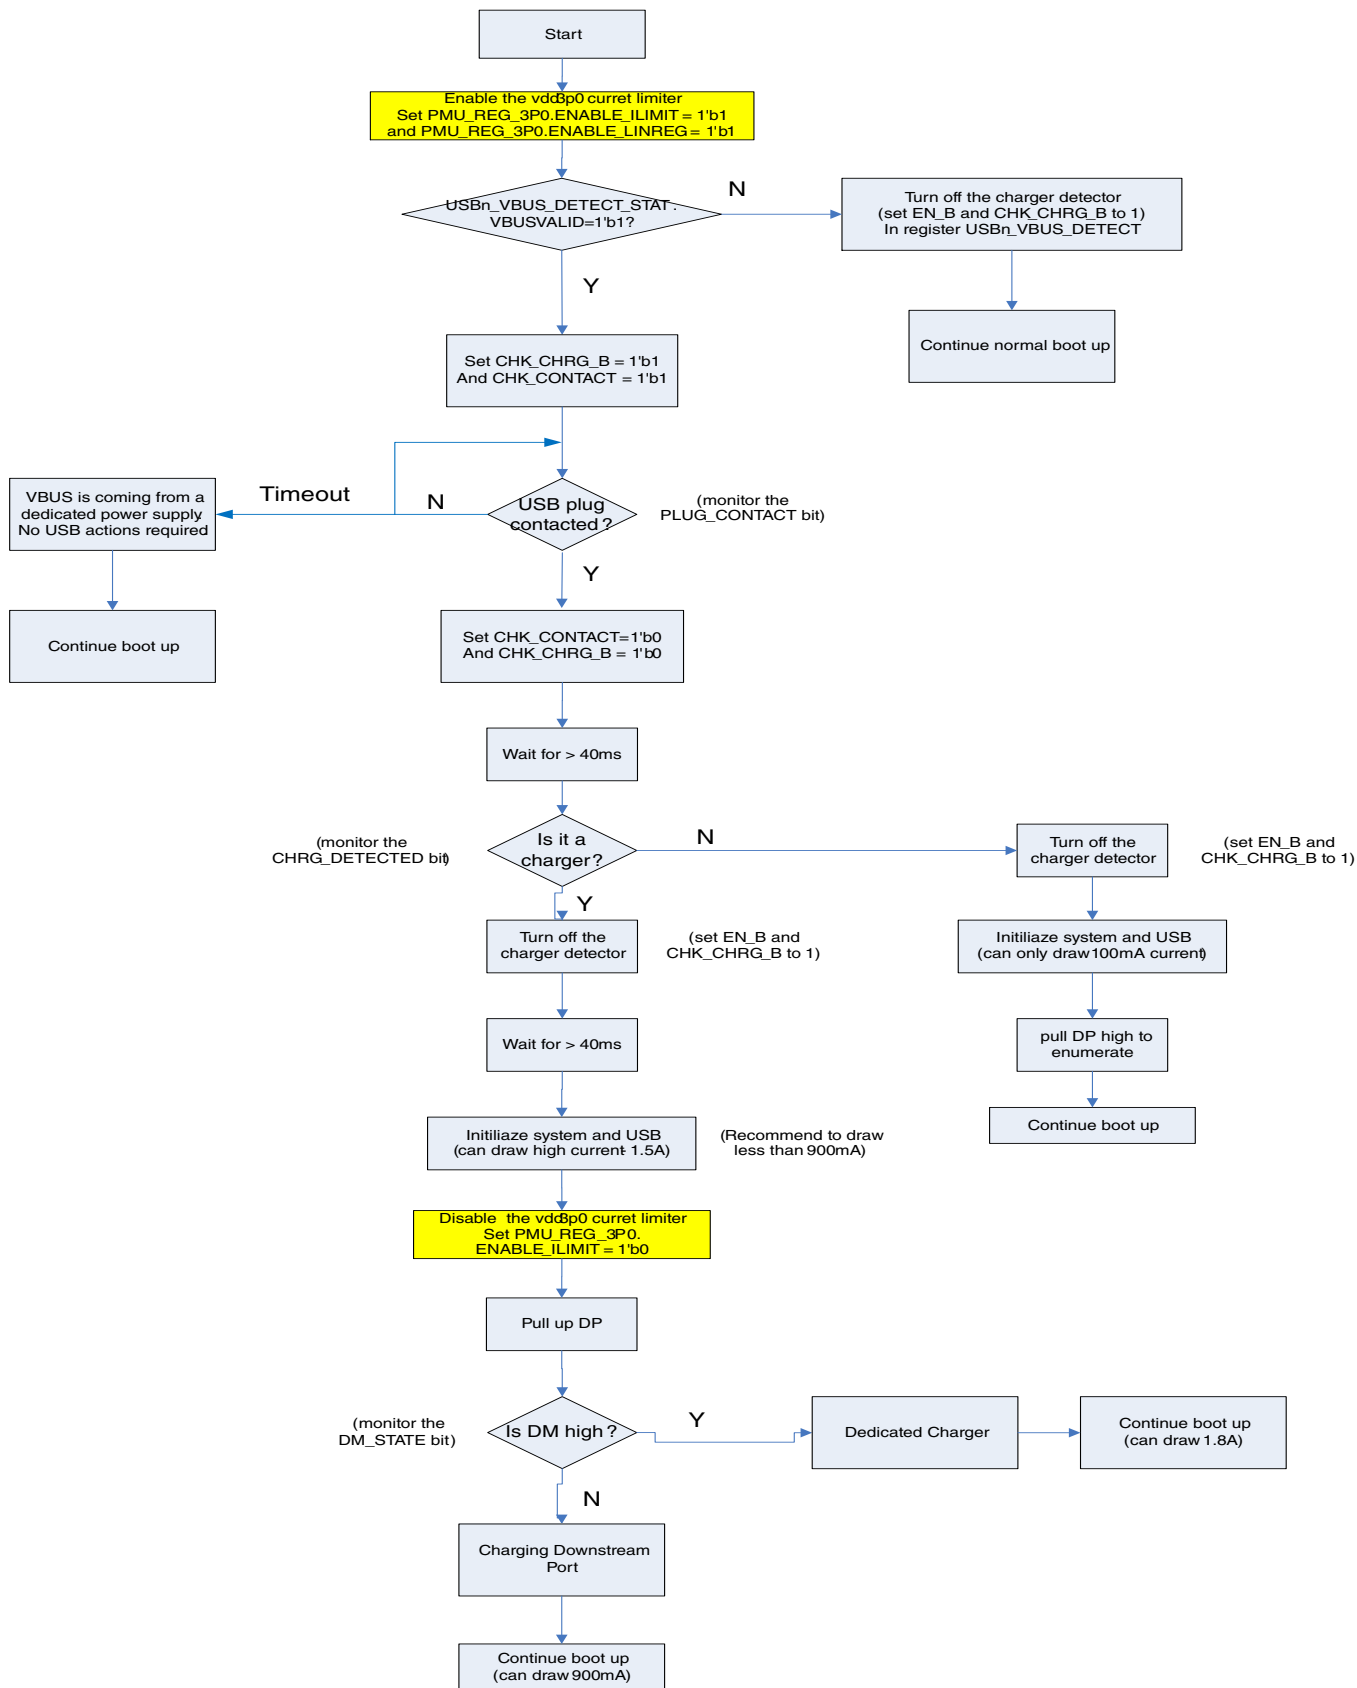 Start
Enable the vdd3p0 curret limiter
Set PMU_REG_3P0.ENABLE_ILIMIT = 1'b1
and PMU_REG_3P0.ENABLE_LINREG = 1'b1
USBn_VBUS_DETECT_STAT.
VBUSVALID=1'b1?
N
Turn off the charger detector
(set EN_B and CHK_CHRG_B to 1)
In register USBn_VBUS_DETECT
Y
Continue normal boot up
Set CHK_CHRG_B = 1'b1
And CHK_CONTACT = 1'b1
VBUS is coming from a
dedicated power supply.
No USB actions required
Timeout
N
USB plug
contacted?
(monitor the
PLUG_CONTACT bit)
Y
Continue boot up
Set CHK_CONTACT=1'b0
And CHK_CHRG_B = 1'b0
Wait for > 40ms
(monitor the
CHRG_DETECTED bit)
Is it a
charger?
N
Turn off the
charger detector
(set EN_B and
CHK_CHRG_B to 1)
Y
Turn off the
charger detector
(set EN_B and
CHK_CHRG_B to 1)
Initiliaze system and USB
(can only draw 100mA current)
Wait for > 40ms
pull DP high to
enumerate
Initiliaze system and USB
(can draw high current- 1.5A)
(Recommend to draw
less than 900mA)
Continue boot up
Disable the vdd3p0 curret limiter
Set PMU_REG_3P0.
ENABLE_ILIMIT = 1'b0
Pull up DP
(monitor the
DM_STATE bit)
Is DM high?
Y
Dedicated Charger
Continue boot up
(can draw 1.8A)
N
Charging Downstream
Port
Continue boot up
(can draw 900mA)